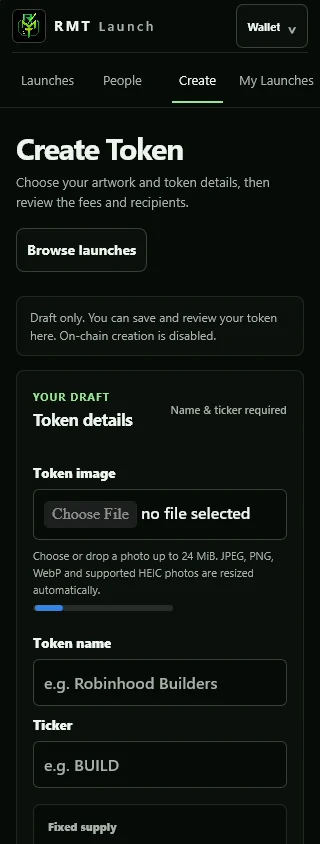 RMT Launch
Wallet
Launches People Create My Launches
Create Token
Choose your artwork and token details, then
review the fees and recipients.
Browse launches
Draft only. You can save and review your token
here. On-chain creation is disabled.
YOUR DRAFT
Token details
Name & ticker required
Token image
Choose File no file selected
Choose or drop a photo up to 24 MiB. JPEG, PNG,
WebP and supported HEIC photos are resized
automatically.
Token name
e.g. Robinhood Builders
Ticker
e.g. BUILD
Fixed supply